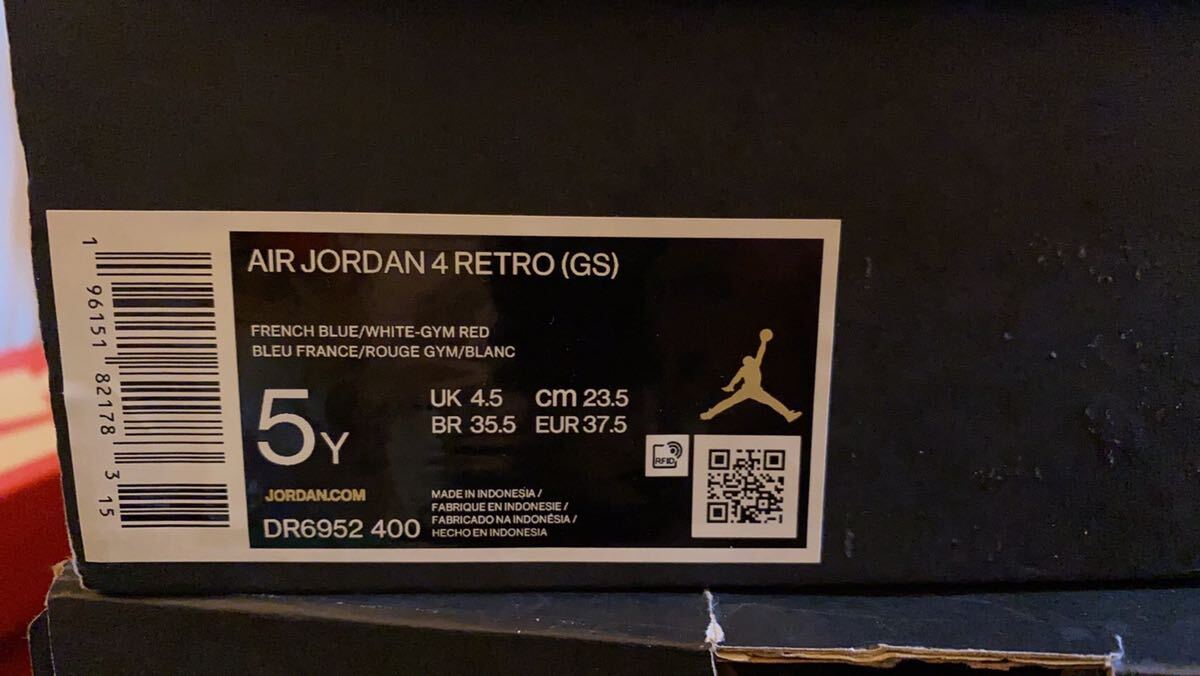 1 96151 82178 3 15
AIR JORDAN 4 RETRO (GS)
FRENCH BLUE/WHITE-GYM RED
BLEU FRANCE/ROUGE GYM/BLANC
5Y
UK 4.5 cm 23.5
BR 35.5 EUR 37.5
RFID
JORDAN.COM
DR6952 400
MADE IN INDONESIA /
FABRIQUE EN INDONESIE /
FABRICADO NA INDONÉSIA /
HECHO EN INDONESIA